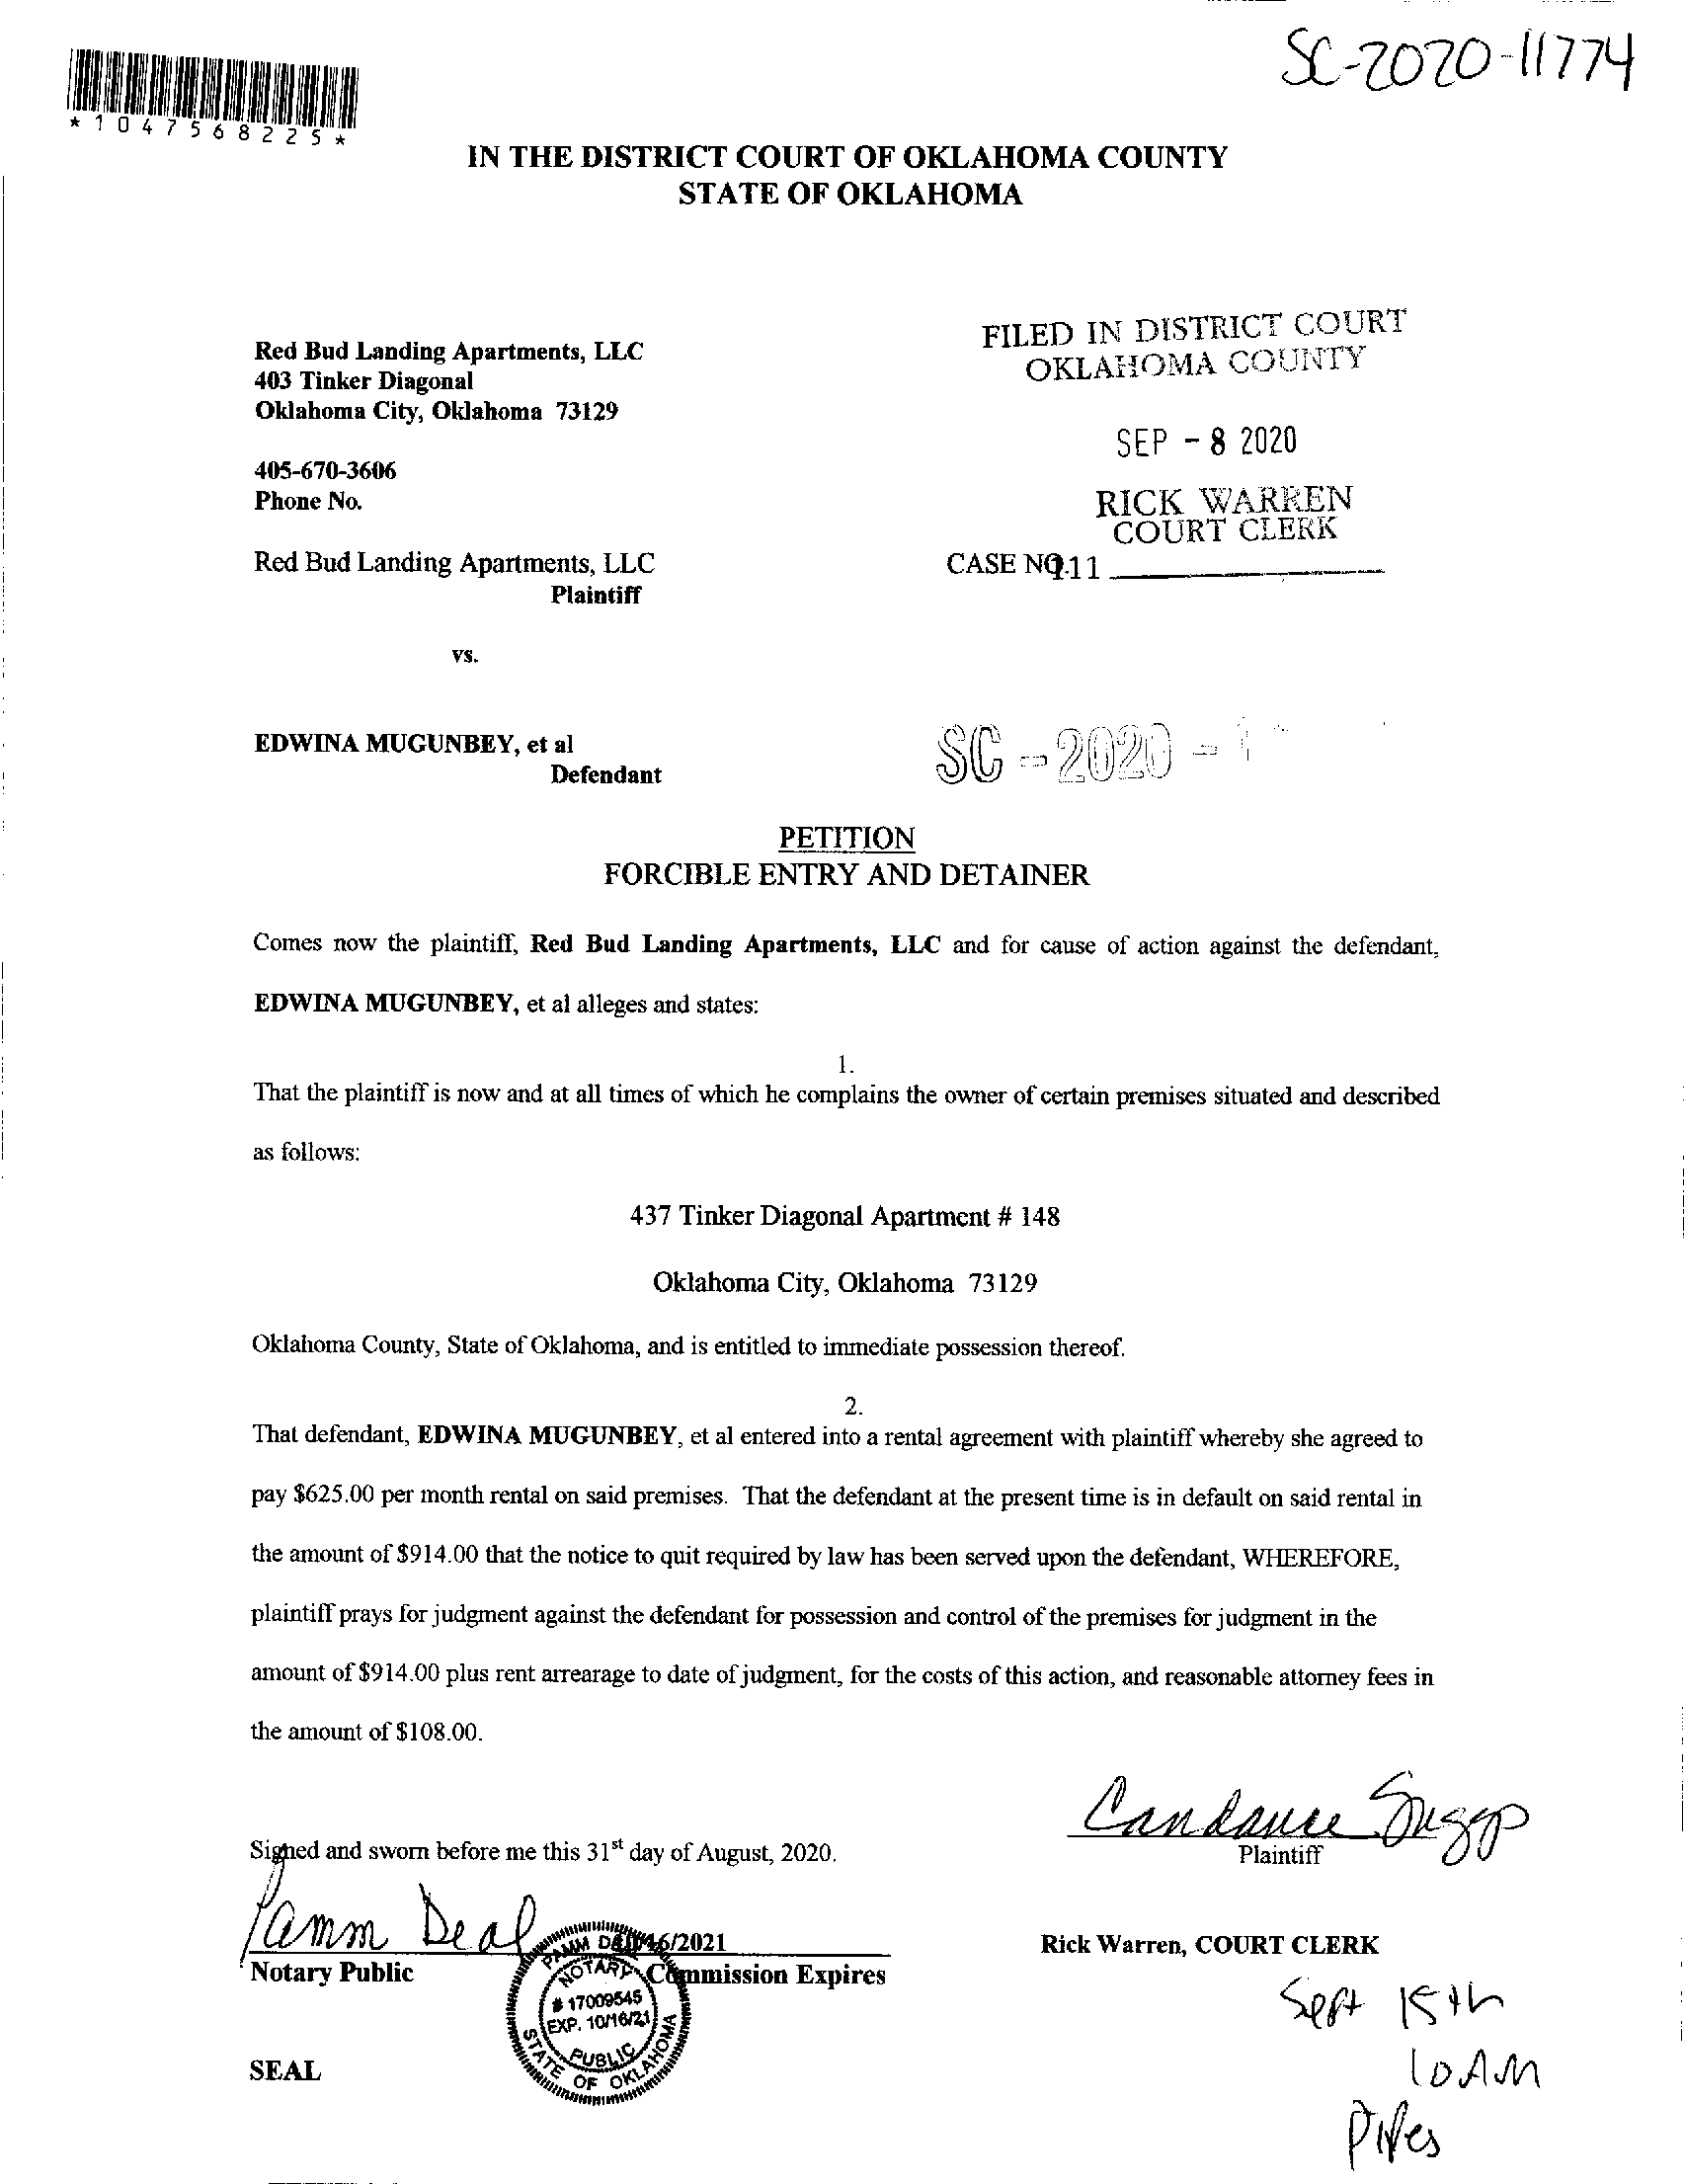 SC-2020-11774
*1047568225*
IN THE DISTRICT COURT OF OKLAHOMA COUNTY
STATE OF OKLAHOMA
Red Bud Landing Apartments, LLC
403 Tinker Diagonal
Oklahoma City, Oklahoma 73129
405-670-3606
Phone No.
FILED IN DISTRICT COURT
OKLAHOMA COUNTY
SEP - 8 2020
RICK WARREN
COURT CLERK
Red Bud Landing Apartments, LLC
Plaintiff
CASE NO.11
vs.
EDWINA MUGUNBEY, et al
Defendant
SC - 2020 -
PETITION
FORCIBLE ENTRY AND DETAINER
Comes now the plaintiff, Red Bud Landing Apartments, LLC and for cause of action against the defendant,
EDWINA MUGUNBEY, et al alleges and states:
1.
That the plaintiff is now and at all times of which he complains the owner of certain premises situated and described
as follows:
437 Tinker Diagonal Apartment # 148
Oklahoma City, Oklahoma 73129
Oklahoma County, State of Oklahoma, and is entitled to immediate possession thereof.
2.
That defendant, EDWINA MUGUNBEY, et al entered into a rental agreement with plaintiff whereby she agreed to
pay $625.00 per month rental on said premises. That the defendant at the present time is in default on said rental in
the amount of $914.00 that the notice to quit required by law has been served upon the defendant, WHEREFORE,
plaintiff prays for judgment against the defendant for possession and control of the premises for judgment in the
amount of $914.00 plus rent arrearage to date of judgment, for the costs of this action, and reasonable attorney fees in
the amount of $108.00.
Candance Suggs
Plaintiff
Signed and sworn before me this 31st day of August, 2020.
Pamm Deal
10/16/2021
Notary Public
Commission Expires
PAMM DEAL
NOTARY
# 17009545
EXP. 10/16/21
PUBLIC
STATE OF OKLAHOMA
SEAL
Rick Warren, COURT CLERK
Sept 15th
10 AM